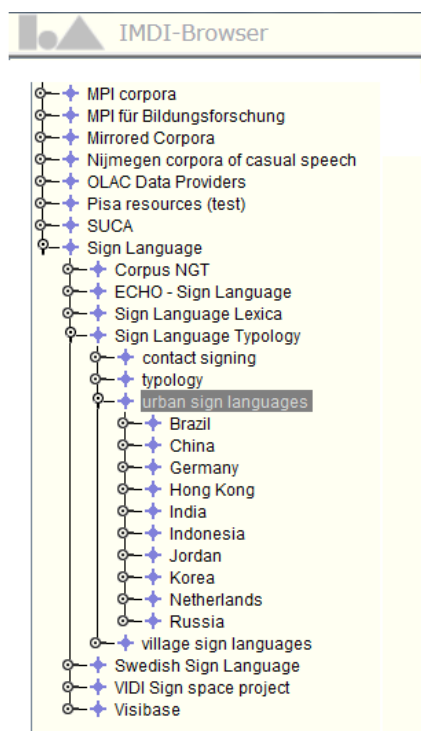 IMDI-Browser
MPI corpora
MPI für Bildungsforschung
Mirrored Corpora
Nijmegen corpora of casual speech
OLAC Data Providers
Pisa resources (test)
SUCA
Sign Language
Corpus NGT
ECHO - Sign Language
Sign Language Lexica
Sign Language Typology
contact signing
typology
urban sign languages
Brazil
China
Germany
Hong Kong
India
Indonesia
Jordan
Korea
Netherlands
Russia
village sign languages
Swedish Sign Language
VIDI Sign space project
Visibase